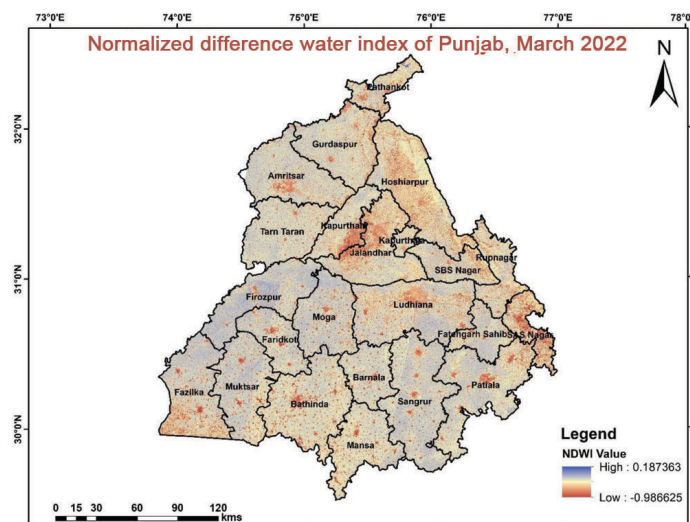 73°0'E 74°0'E 75°0'E 76°0'E 77°0'E 78°0
Normalized difference water index of Punjab, March 2022
N
Pathankot
32°0'N
Gurdaspur
Amritsar
Hoshiarpur
Tarn Taran
Kapurthala
Kapurthala
Jalandhar
Rupnagar
SBS Nagar
31°0'N
Firozpur
Moga
Ludhiana
Faridkot
Fatehgarh Sahib
SAS Nagar
Fazilka
Muktsar
Barnala
Patiala
Bathinda
Sangrur
30°0'N
Mansa
Legend
NDWI Value
High : 0.187363
Low : -0.986625
0 15 30 60 90 120
kms